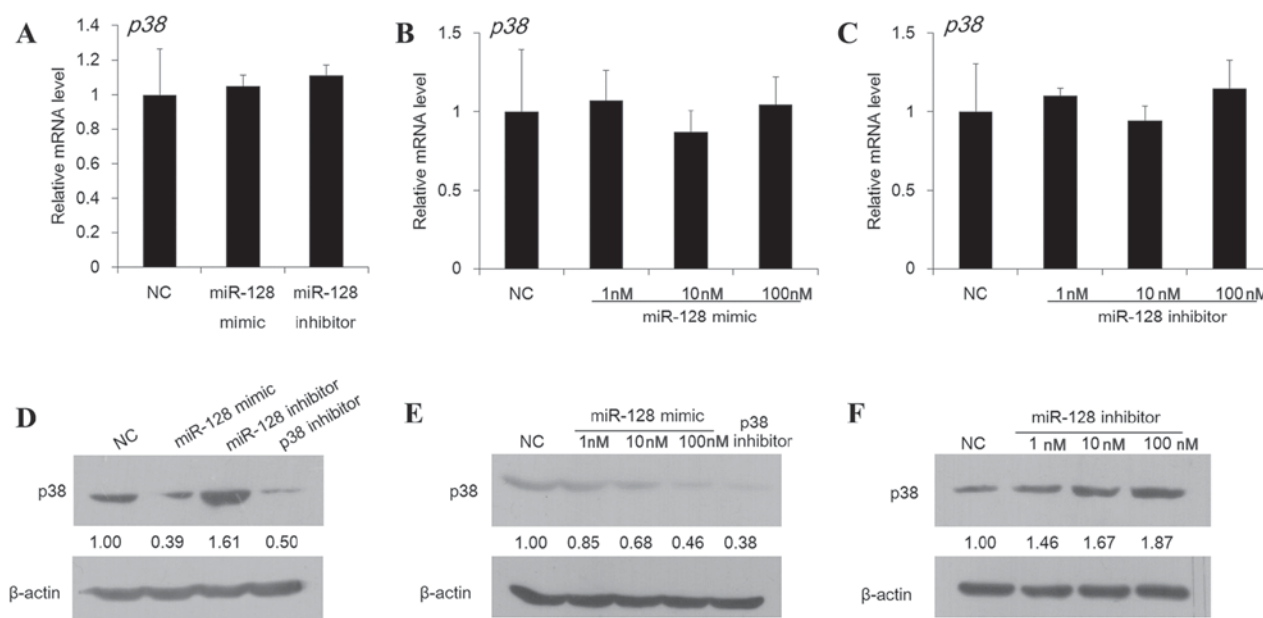 A
p38
Relative mRNA level
1.4
1.2
1
0.8
0.6
0.4
0.2
0
NC
miR-128 mimic
miR-128 inhibitor
B
p38
Relative mRNA level
1.5
1
0.5
0
NC
1nM
10nM
100nM
miR-128 mimic
C
p38
Relative mRNA level
1.5
1
0.5
0
NC
1nM
10nM
100nM
miR-128 inhibitor
D
NC
miR-128 mimic
miR-128 inhibitor
p38 inhibitor
p38
1.00 0.39 1.61 0.50
β-actin
E
miR-128 mimic
NC 1nM 10nM 100nM
p38 inhibitor
p38
1.00 0.85 0.68 0.46 0.38
β-actin
F
miR-128 inhibitor
NC 1 nM 10 nM 100 nM
p38
1.00 1.46 1.67 1.87
β-actin